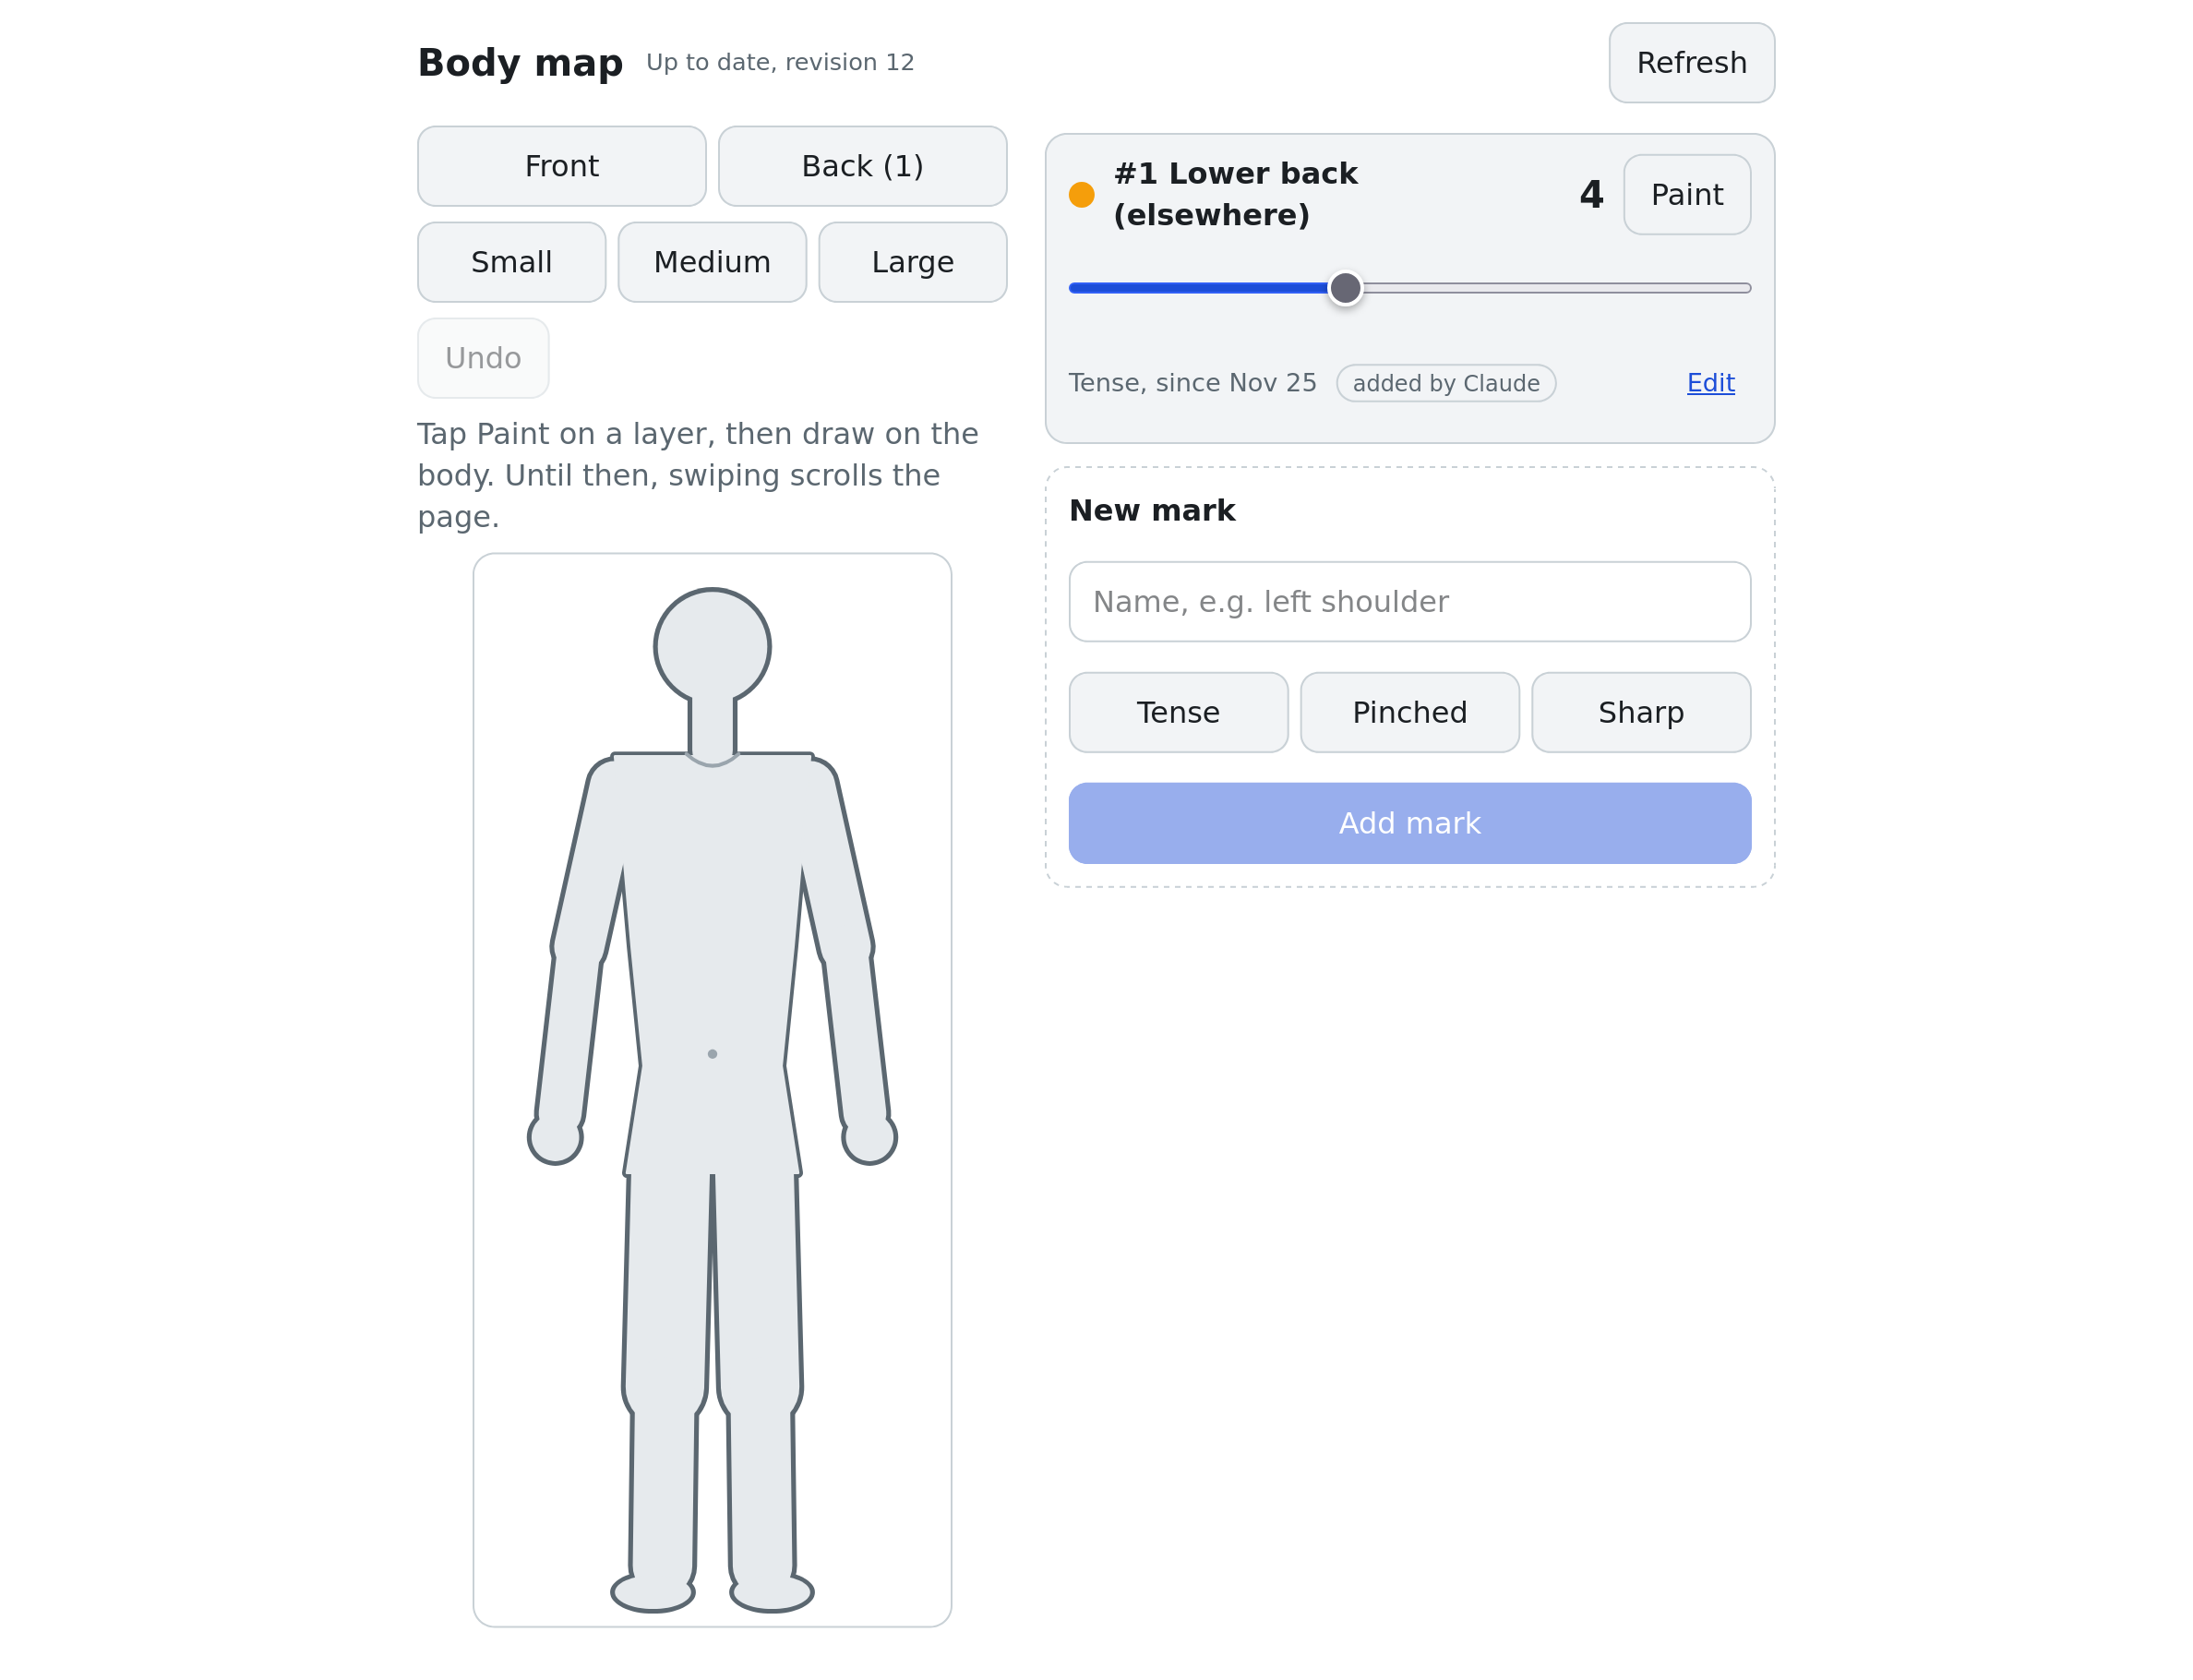 Body map
Up to date, revision 12
Refresh
Front
Back (1)
Small
Medium
Large
Undo
Tap Paint on a layer, then draw on the
body. Until then, swiping scrolls the
page.
#1 Lower back
(elsewhere)
4
Paint
Tense, since Nov 25
added by Claude
Edit
New mark
Name, e.g. left shoulder
Tense
Pinched
Sharp
Add mark